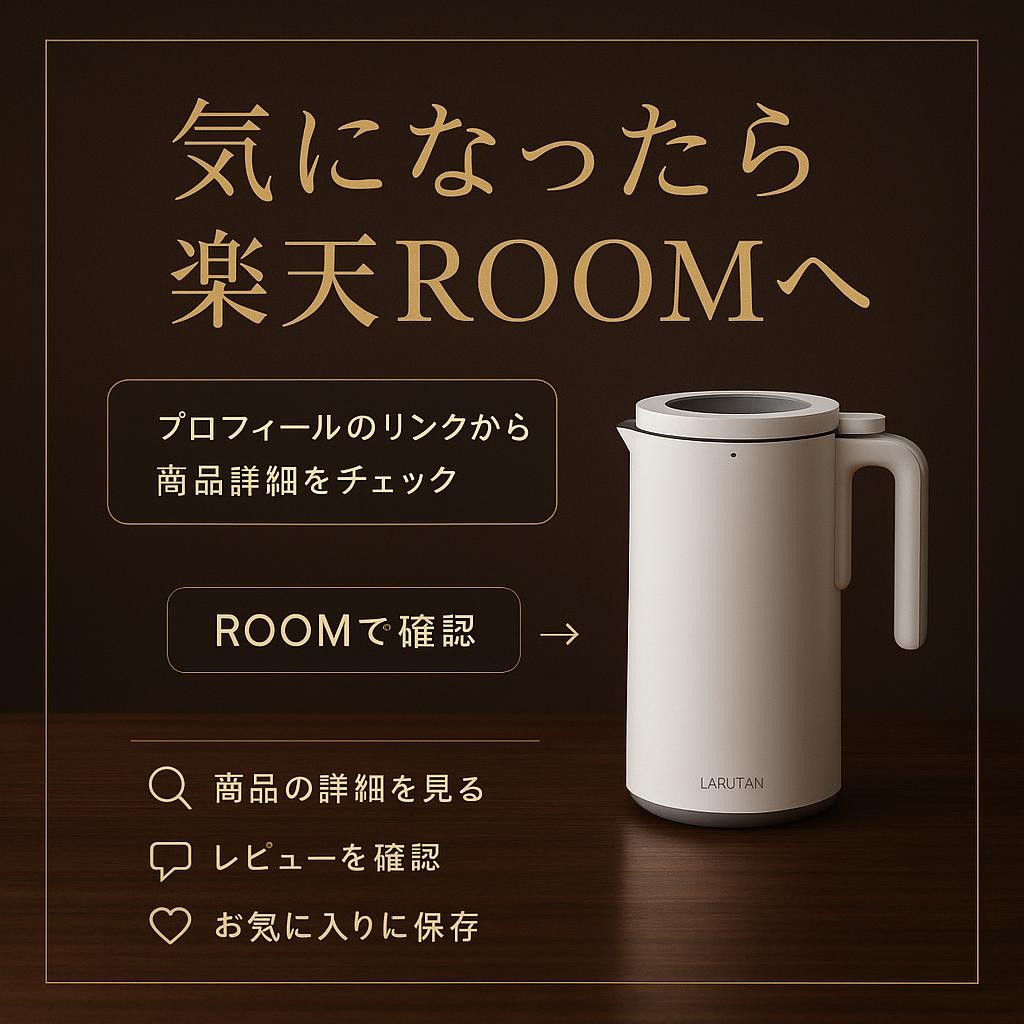 気になったら
楽天ROOMへ
プロフィールのリンクから
商品詳細をチェック
ROOMで確認
商品の詳細を見る
レビューを確認
お気に入りに保存
LARUTAN